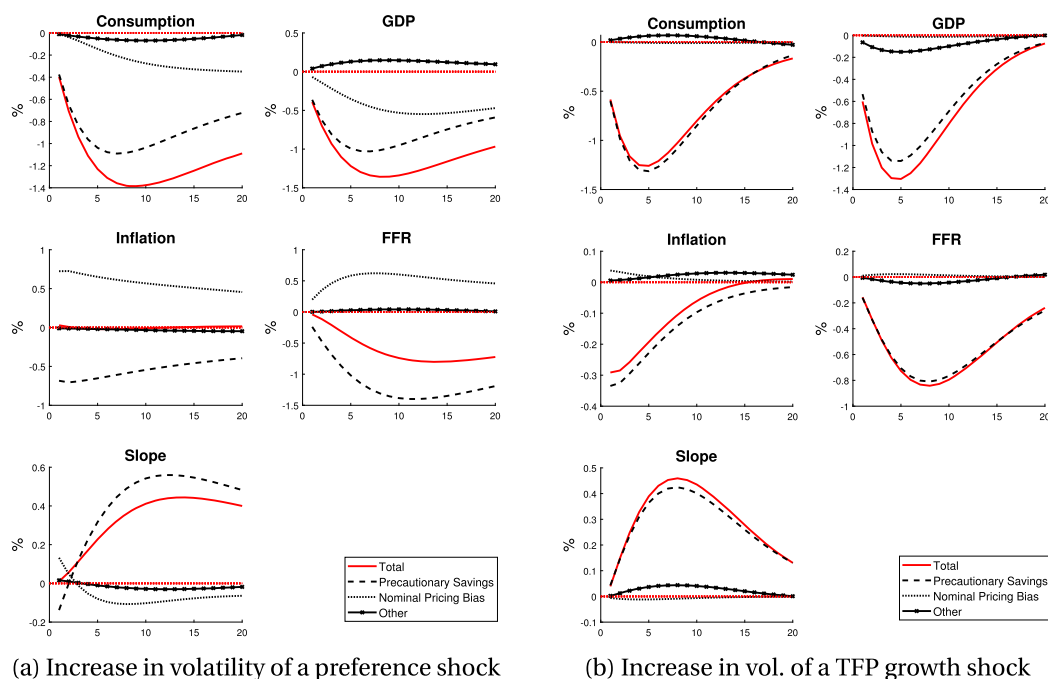 Consumption
0
-0.2
-0.4
-0.6
-0.8
-1
-1.2
-1.4
%
0 5 10 15 20
GDP
0.5
0
-0.5
-1
-1.5
%
0 5 10 15 20
Inflation
1
0.5
0
-0.5
-1
%
0 5 10 15 20
FFR
1
0.5
0
-0.5
-1
-1.5
%
0 5 10 15 20
Slope
0.6
0.4
0.2
0
-0.2
%
0 5 10 15 20
Total
Precautionary Savings
Nominal Pricing Bias
Other
(a) Increase in volatility of a preference shock
Consumption
0
-0.5
-1
-1.5
%
0 5 10 15 20
GDP
0
-0.2
-0.4
-0.6
-0.8
-1
-1.2
-1.4
%
0 5 10 15 20
Inflation
0.1
0
-0.1
-0.2
-0.3
-0.4
%
0 5 10 15 20
FFR
0.2
0
-0.2
-0.4
-0.6
-0.8
-1
%
0 5 10 15 20
Slope
0.5
0.4
0.3
0.2
0.1
0
-0.1
%
0 5 10 15 20
Total
Precautionary Savings
Nominal Pricing Bias
Other
(b) Increase in vol. of a TFP growth shock